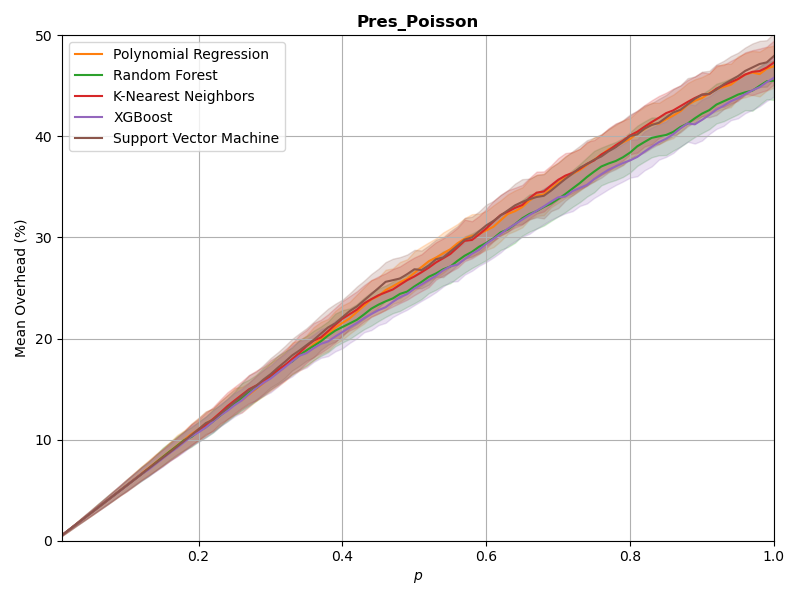 Pres_Poisson
Polynomial Regression
Random Forest
K-Nearest Neighbors
XGBoost
Support Vector Machine
Mean Overhead (%)
50
40
30
20
10
0
0.2 0.4 0.6 0.8 1.0
p